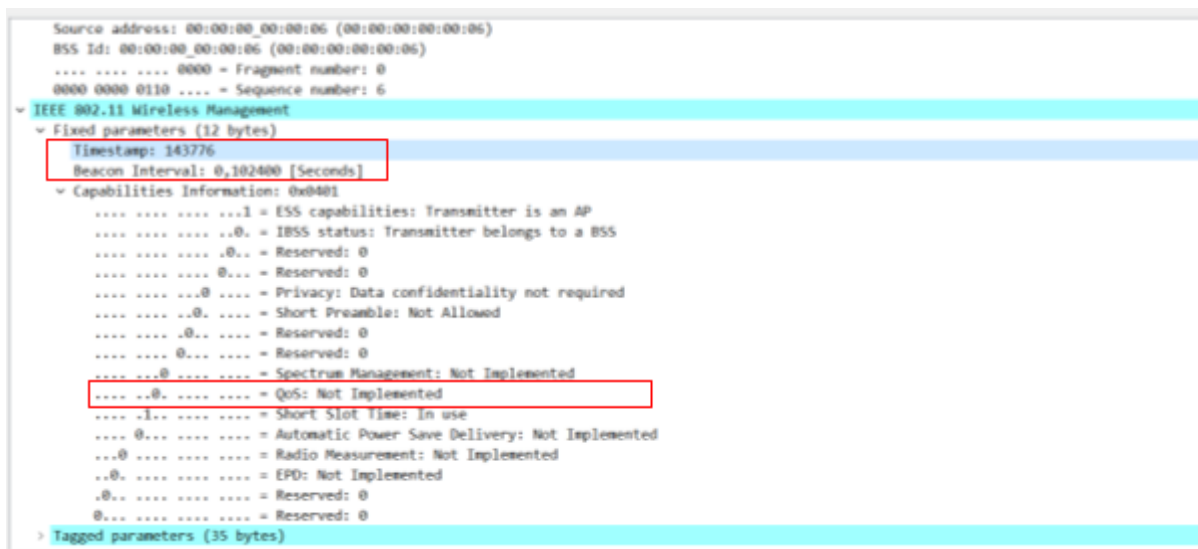 Source address: 00:00:00_00:00:06 (00:00:00:00:00:06)
BSS Id: 00:00:00_00:00:06 (00:00:00:00:00:06)
.... .... .... 0000 = Fragment number: 0
0000 0000 0110 .... = Sequence number: 6
IEEE 802.11 Wireless Management
Fixed parameters (12 bytes)
Timestamp: 143776
Beacon Interval: 0,102400 [Seconds]
Capabilities Information: 0x0401
.... .... .... ...1 = ESS capabilities: Transmitter is an AP
.... .... .... ..0. = IBSS status: Transmitter belongs to a BSS
.... .... .... .0.. = Reserved: 0
.... .... .... 0... = Reserved: 0
.... .... ...0 .... = Privacy: Data confidentiality not required
.... .... ..0. .... = Short Preamble: Not Allowed
.... .... .0.. .... = Reserved: 0
.... .... 0... .... = Reserved: 0
.... ...0 .... .... = Spectrum Management: Not Implemented
.... ..0. .... .... = QoS: Not Implemented
.... .1.. .... .... = Short Slot Time: In use
.... 0... .... .... = Automatic Power Save Delivery: Not Implemented
...0 .... .... .... = Radio Measurement: Not Implemented
..0. .... .... .... = EPD: Not Implemented
.0.. .... .... .... = Reserved: 0
0... .... .... .... = Reserved: 0
Tagged parameters (35 bytes)